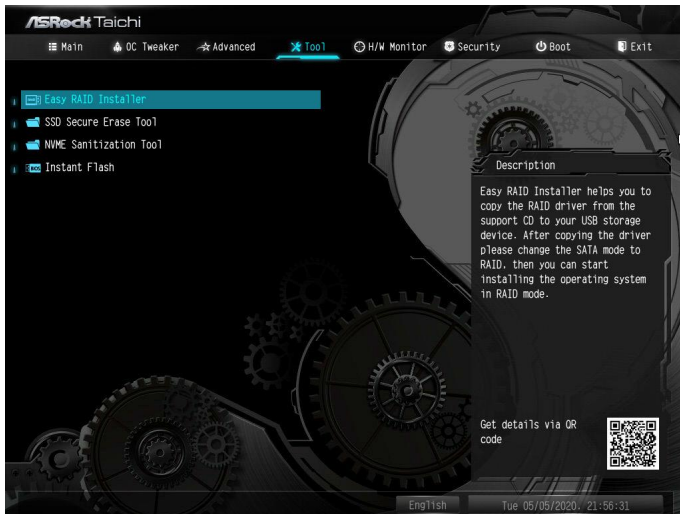 ASRock Taichi
Main OC Tweaker Advanced Tool H/W Monitor Security Boot Exit
Easy RAID Installer
SSD Secure Erase Tool
NVME Sanitization Tool
Instant Flash
Description
Easy RAID Installer helps you to
copy the RAID driver from the
support CD to your USB storage
device. After copying the driver
please change the SATA mode to
RAID. then you can start
installing the operating system
in RAID mode.
Get details via QR
code
English
Tue 05/05/2020. 21:56:31